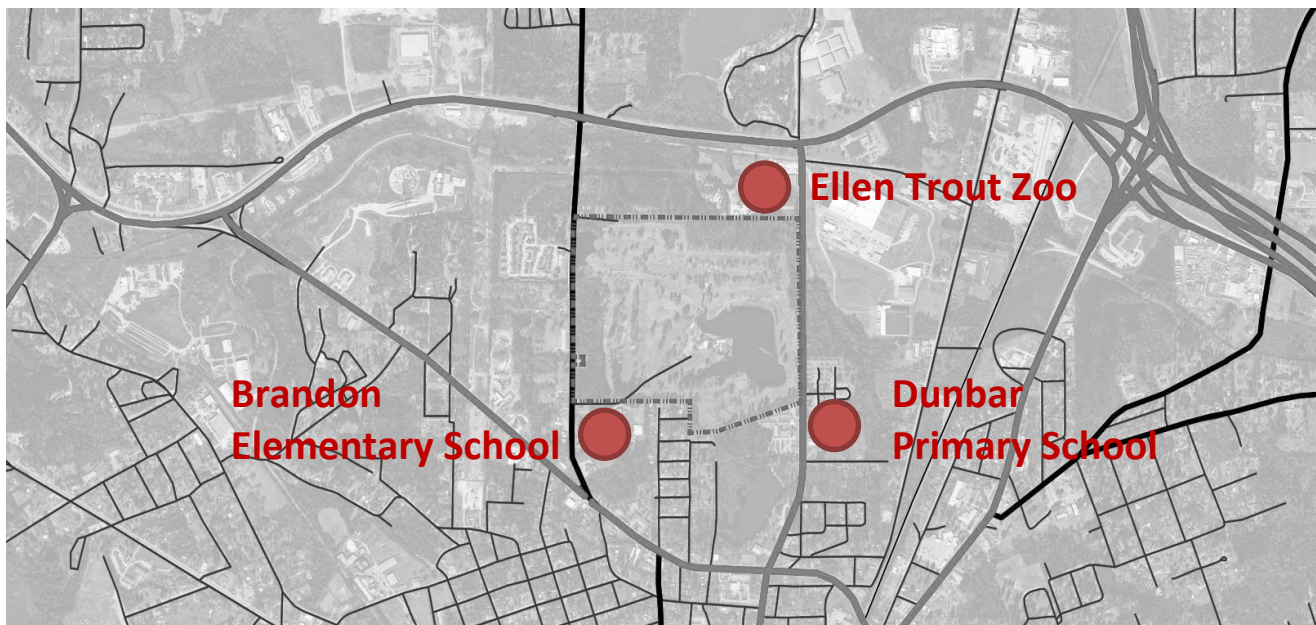 Ellen Trout Zoo
Brandon
Elementary School
Dunbar
Primary School